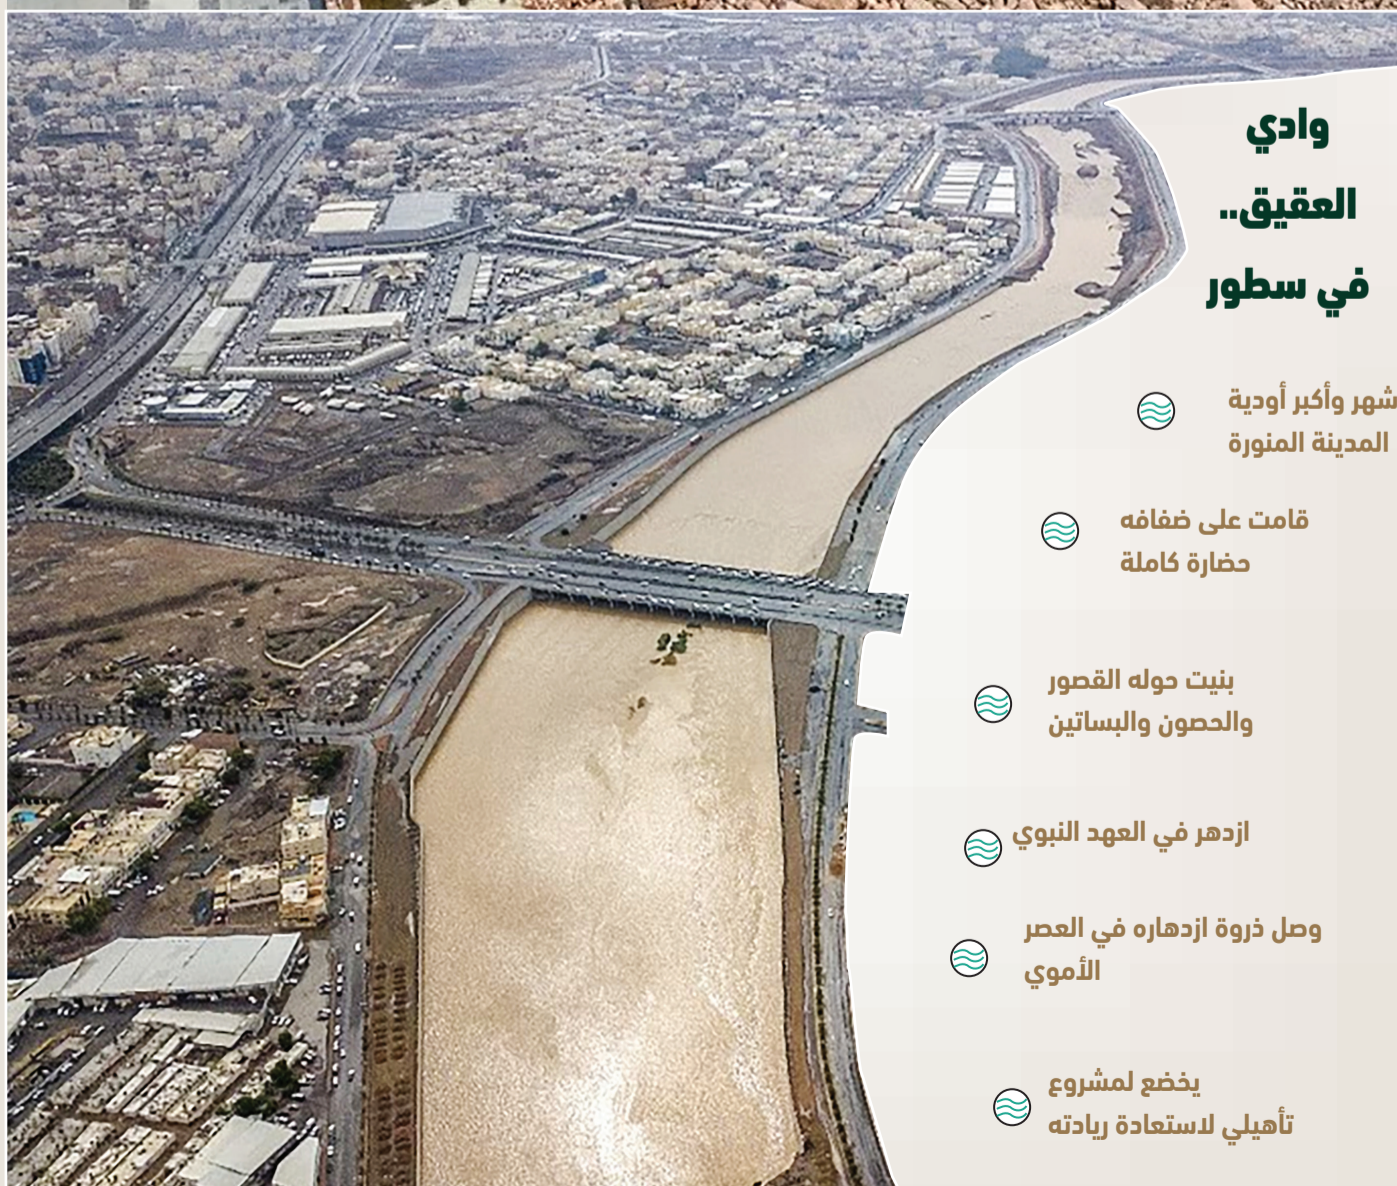 وادي
العقيق..
في سطور
شهر وأكبر أودية
المدينة المنورة
قامت على ضفافه
حضارة كاملة
بنيت حوله القصور
والحصون والبساتين
ازدهر في العهد النبوي
وصل ذروة ازدهاره في العصر
الأموي
يخضع لمشروع
تأهيلي لاستعادة ريادته